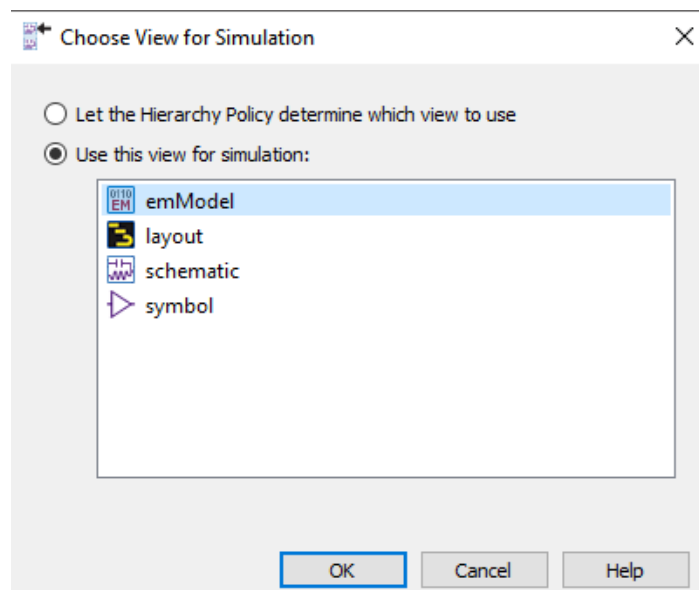 Choose View for Simulation
Let the Hierarchy Policy determine which view to use
Use this view for simulation:
0110
EM
emModel
layout
schematic
symbol
OK
Cancel
Help